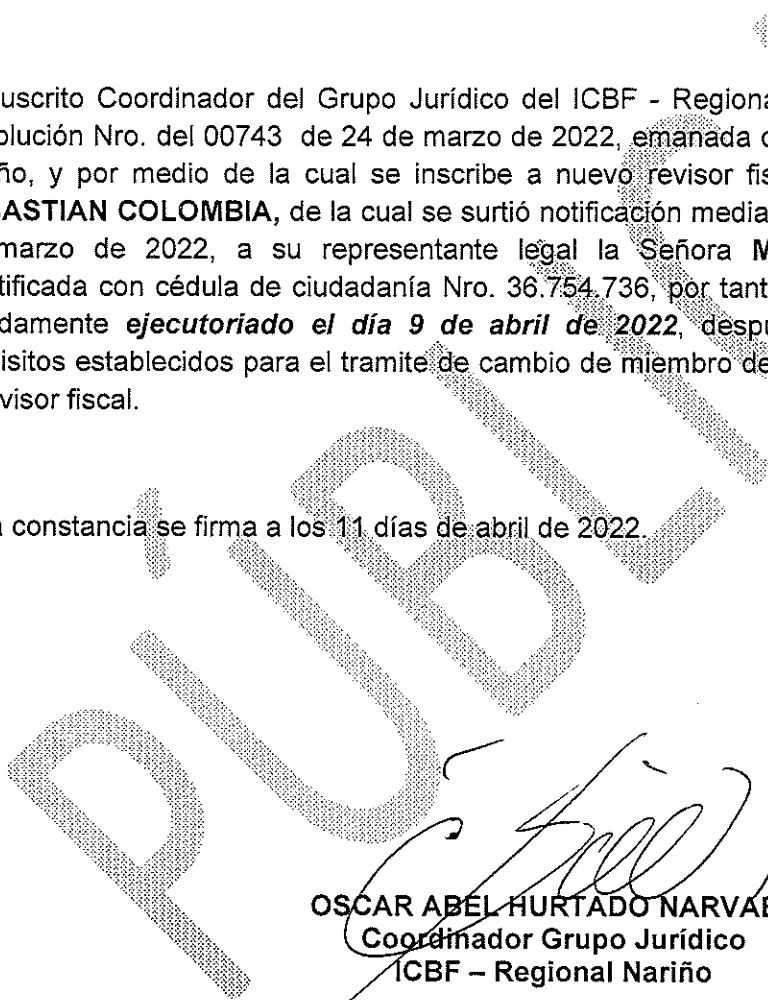 uscrito Coordinador del Grupo Jurídico del ICBF - Regiona
olución Nro. del 00743 de 24 de marzo de 2022, emanada
ño, y por medio de la cual se inscribe a nuevo revisor fis
ASTIAN COLOMBIA, de la cual se surtió notificación media
marzo de 2022, a su representante legal la Señora M
tificada con cédula de ciudadanía Nro. 36.754.736, por tant
damente ejecutoriado el día 9 de abril de 2022, despu
isitos establecidos para el tramite de cambio de miembro de
visor fiscal.
a constancia se firma a los 11 días de abril de 2022.
PÚBLIC
OSCAR ABEL HURTADO NARVAE
Coordinador Grupo Jurídico
ICBF – Regional Nariño